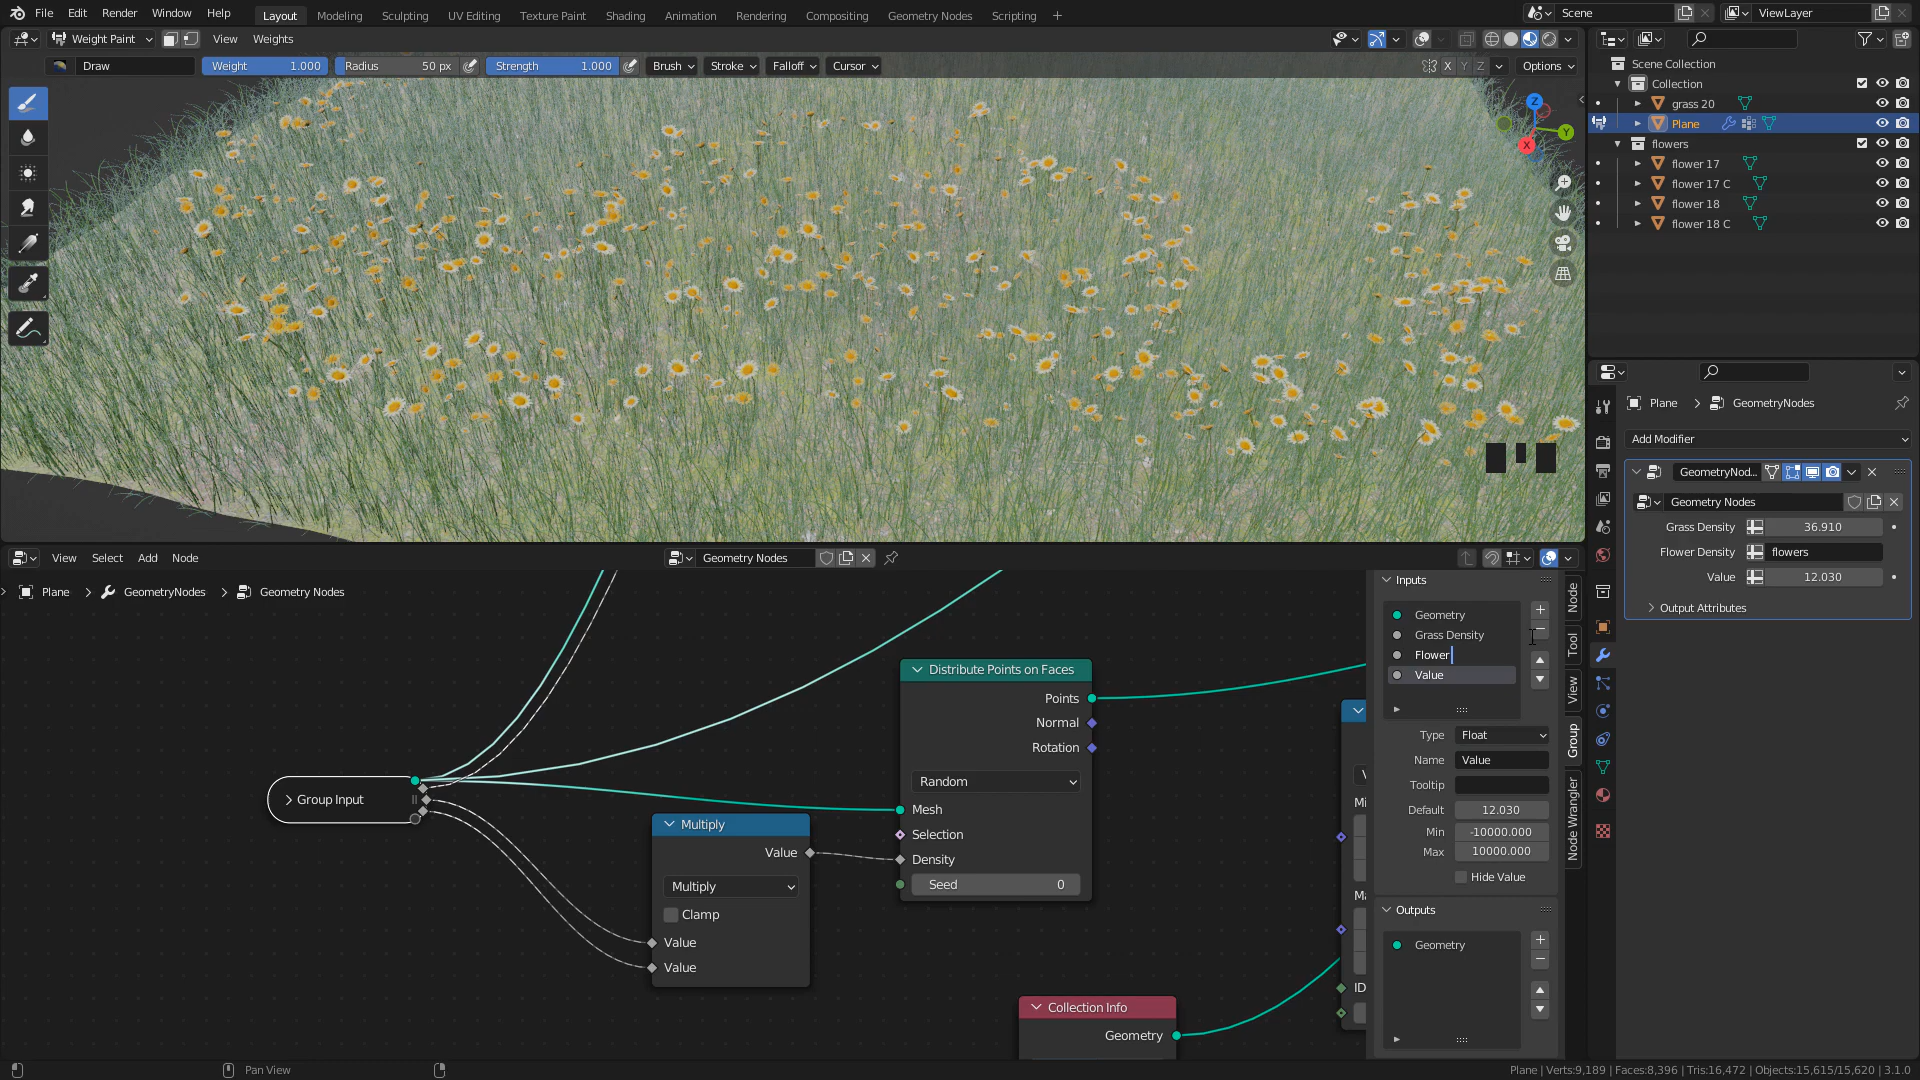 File Edit Render Window Help Layout Modeling Sculpting UV Editing Texture Paint Shading Animation Rendering Compositing Geometry Nodes Scripting + Scene ViewLayer
Weight Paint View Weights
Draw Weight 1.000 Radius 50 px Strength 1.000 Brush Stroke Falloff Cursor X Y Z Options
Z
Y
X
Scene Collection
Collection
grass 20
Plane
flowers
flower 17
flower 17 C
flower 18
flower 18 C
Plane > GeometryNodes
Add Modifier
GeometryNod...
Geometry Nodes
Grass Density 36.910
Flower Density flowers
Value 12.030
Output Attributes
View Select Add Node Geometry Nodes
Plane > GeometryNodes > Geometry Nodes
Group Input
Multiply
Value
Multiply
Clamp
Value
Value
Distribute Points on Faces
Points
Normal
Rotation
Random
Mesh
Selection
Density
Seed 0
Collection Info
Geometry
V
Mi
Ma
ID
Inputs
Geometry
Grass Density
Flower
Value
Type Float
Name Value
Tooltip
Default 12.030
Min -10000.000
Max 10000.000
Hide Value
Outputs
Geometry
Node
Tool
View
Group
Node Wrangler
Pan View
Plane | Verts:9,189 | Faces:8,396 | Tris:16,472 | Objects:15,615/15,620 | 3.1.0